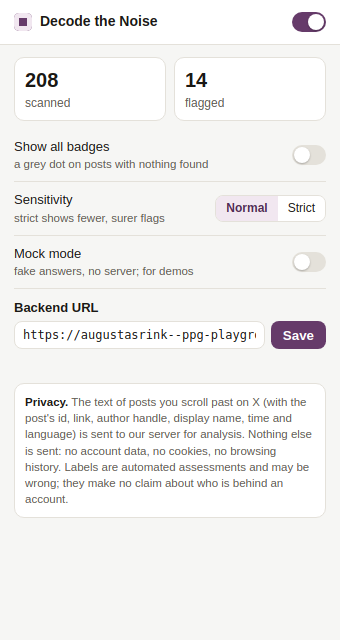 Decode the Noise
208
scanned
14
flagged
Show all badges
a grey dot on posts with nothing found
Sensitivity
strict shows fewer, surer flags
Normal
Strict
Mock mode
fake answers, no server; for demos
Backend URL
https://augustasrink--ppg-playgr
Save
Privacy. The text of posts you scroll past on X (with the
post's id, link, author handle, display name, time and
language) is sent to our server for analysis. Nothing else
is sent: no account data, no cookies, no browsing
history. Labels are automated assessments and may be
wrong; they make no claim about who is behind an
account.